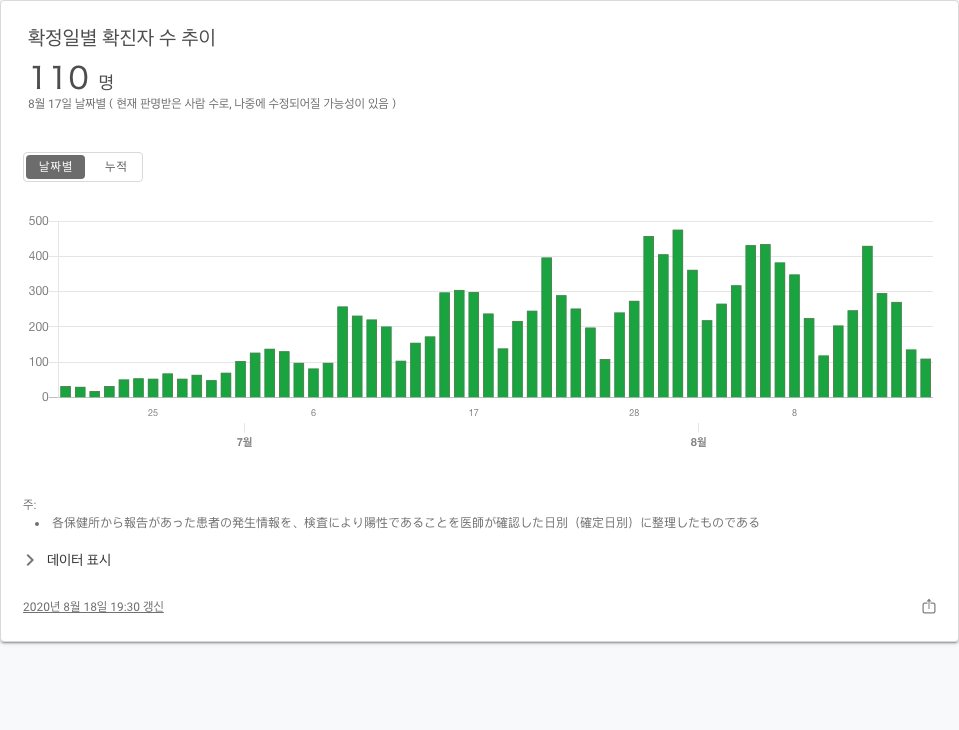 확정일별 확진자 수 추이
110 명
8월 17일 날짜별 ( 현재 판명받은 사람 수로, 나중에 수정되어질 가능성이 있음 )
날짜별 누적
500
400
300
200
100
0
25 6 17 28 8
7월 8월
주:
• 各保健所から報告があった患者の発生情報を、検査により陽性であることを医師が確認した日別（確定日別）に整理したものである
데이터 표시
2020년 8월 18일 19:30 갱신